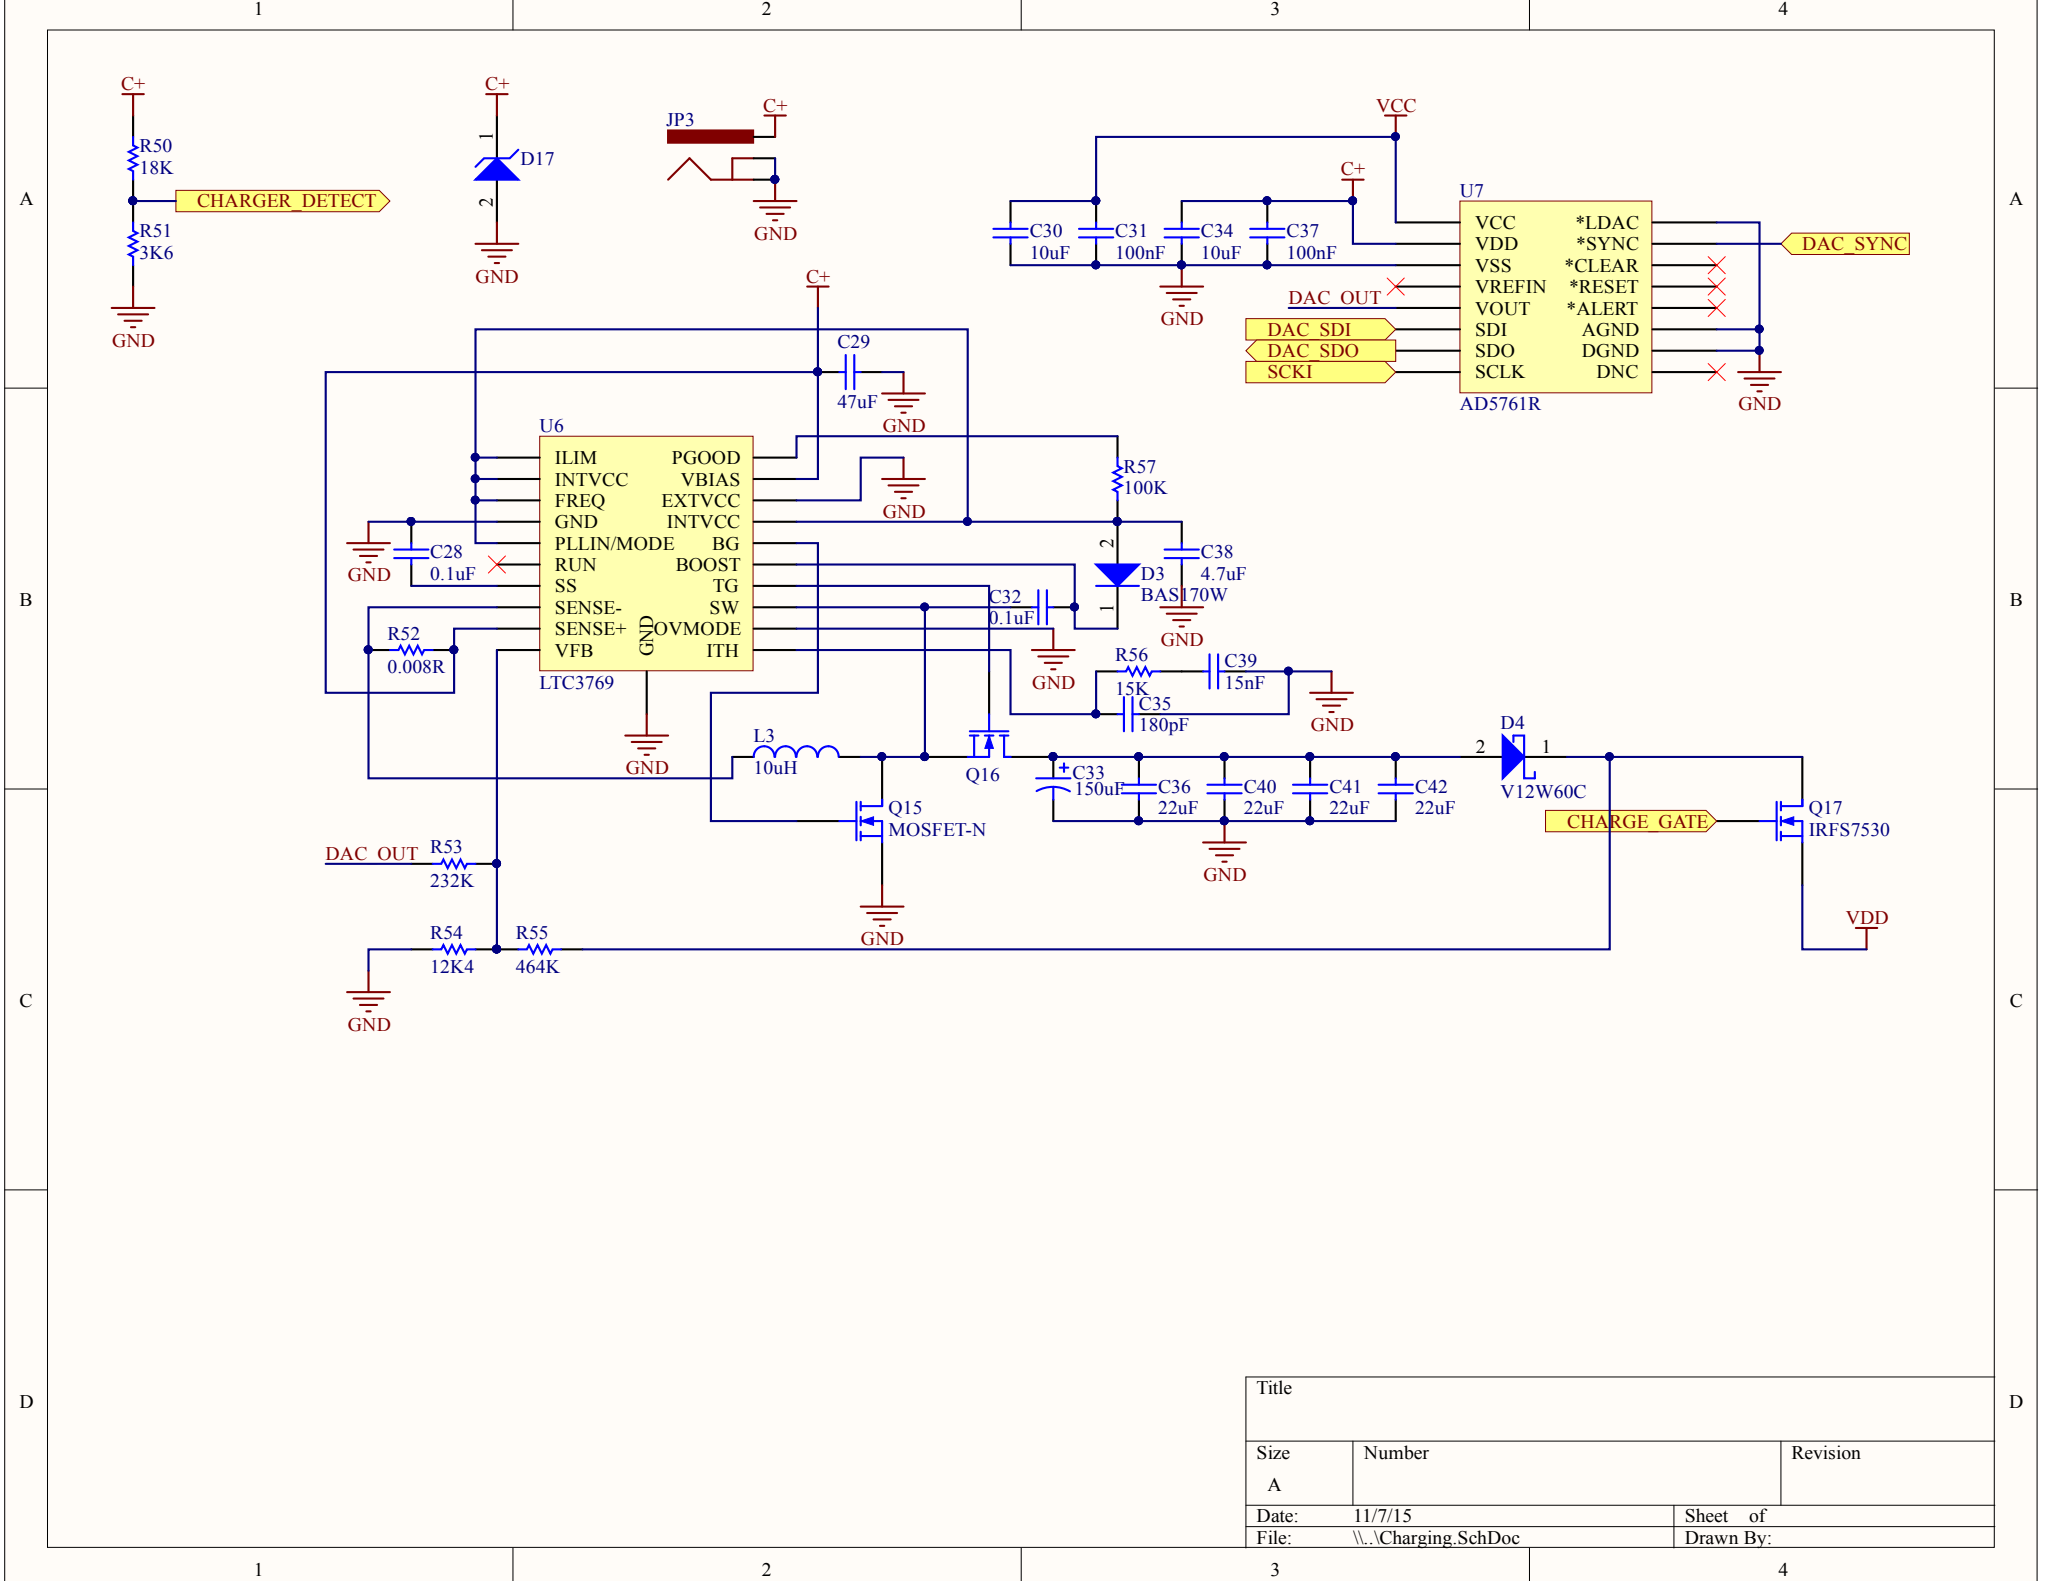 1
2
3
4
A
B
C
D
A
B
C
D
C+
R50
18K
CHARGER_DETECT
R51
3K6
GND
C+
1
D17
2
GND
JP3
C+
GND
VCC
C+
C30
10uF
C31
100nF
C34
10uF
C37
100nF
GND
DAC_OUT
DAC_SDI
DAC_SDO
SCKI
U7
VCC
VDD
VSS
VREFIN
VOUT
SDI
SDO
SCLK
*LDAC
*SYNC
*CLEAR
*RESET
*ALERT
AGND
DGND
DNC
AD5761R
DAC_SYNC
GND
C+
C29
47uF
GND
U6
ILIM
INTVCC
FREQ
GND
PLLIN/MODE
RUN
SS
SENSE-
SENSE+
VFB
GND
PGOOD
VBIAS
EXTVCC
INTVCC
BG
BOOST
TG
SW
OVMODE
ITH
LTC3769
GND
GND
C28
0.1uF
R52
0.008R
GND
R57
100K
2
D3
BAS170W
1
C38
4.7uF
GND
C32
0.1uF
GND
R56
15K
C39
15nF
C35
180pF
GND
L3
10uH
Q16
Q15
MOSFET-N
GND
+
C33
150uF
C36
22uF
C40
22uF
C41
22uF
C42
22uF
GND
D4
2
1
V12W60C
CHARGE_GATE
Q17
IRFS7530
VDD
DAC_OUT
R53
232K
R54
12K4
R55
464K
GND
Title
Size
A
Number
Revision
Date: 11/7/15
Sheet of
File: \\..\Charging.SchDoc
Drawn By:
1
2
3
4